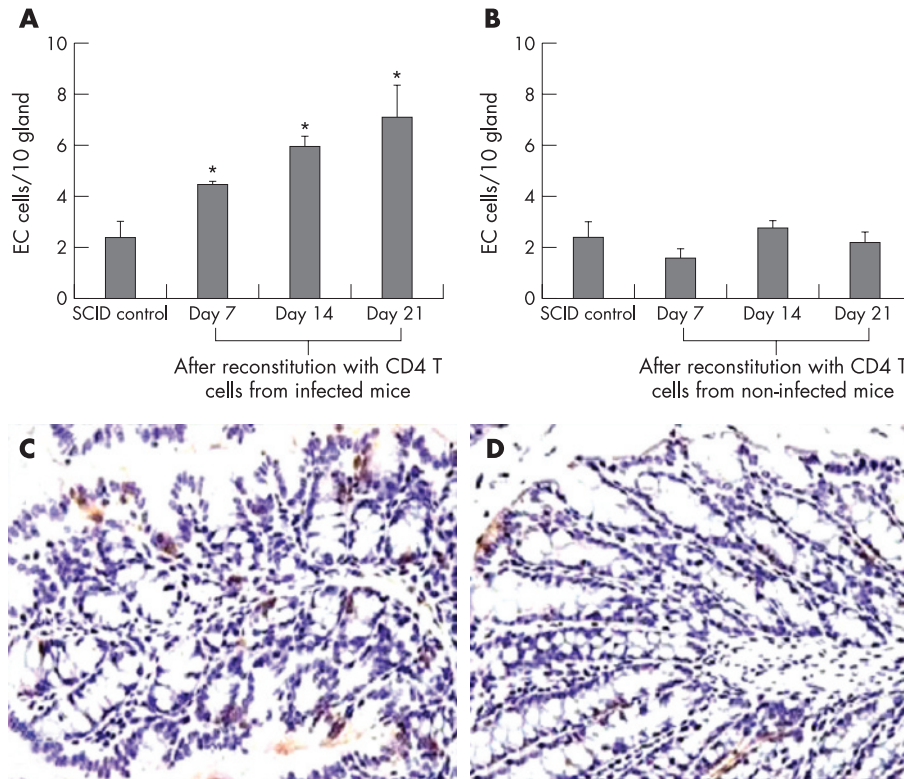 A
10
8
6
4
2
0
EC cells/10 gland
*
*
*
SCID control Day 7 Day 14 Day 21
After reconstitution with CD4 T
cells from infected mice
B
10
8
6
4
2
0
EC cells/10 gland
SCID control Day 7 Day 14 Day 21
After reconstitution with CD4 T
cells from non-infected mice
C
D